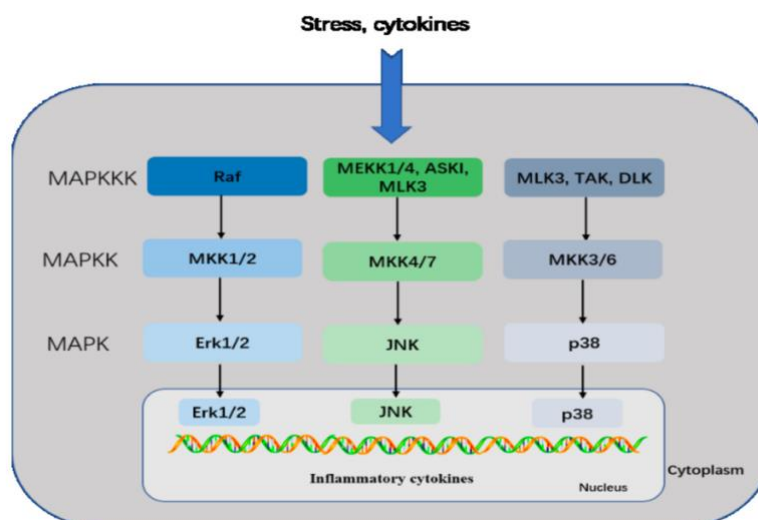 Stress, cytokines
MAPKKK
Raf
MEKK1/4, ASKI,
MLK3
MLK3, TAK, DLK
MAPKK
MKK1/2
MKK4/7
MKK3/6
MAPK
Erk1/2
JNK
p38
Erk1/2
JNK
p38
Inflammatory cytokines
Nucleus
Cytoplasm